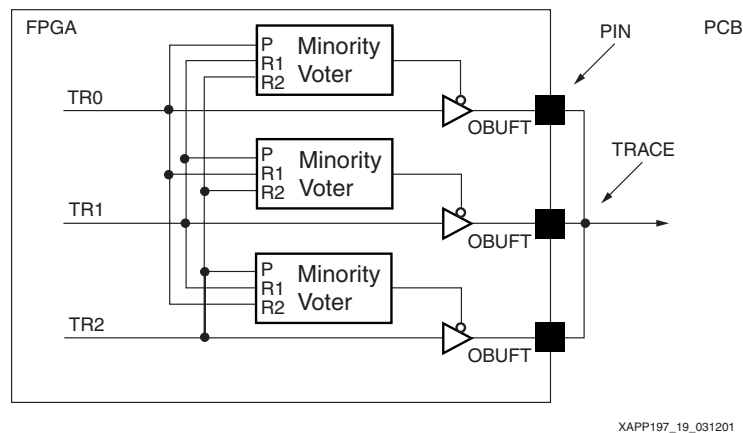 FPGA
PIN
PCB
P
R1
R2
Minority
Voter
TR0
OBUFT
TRACE
P
R1
R2
Minority
Voter
TR1
OBUFT
P
R1
R2
Minority
Voter
TR2
OBUFT
XAPP197_19_031201